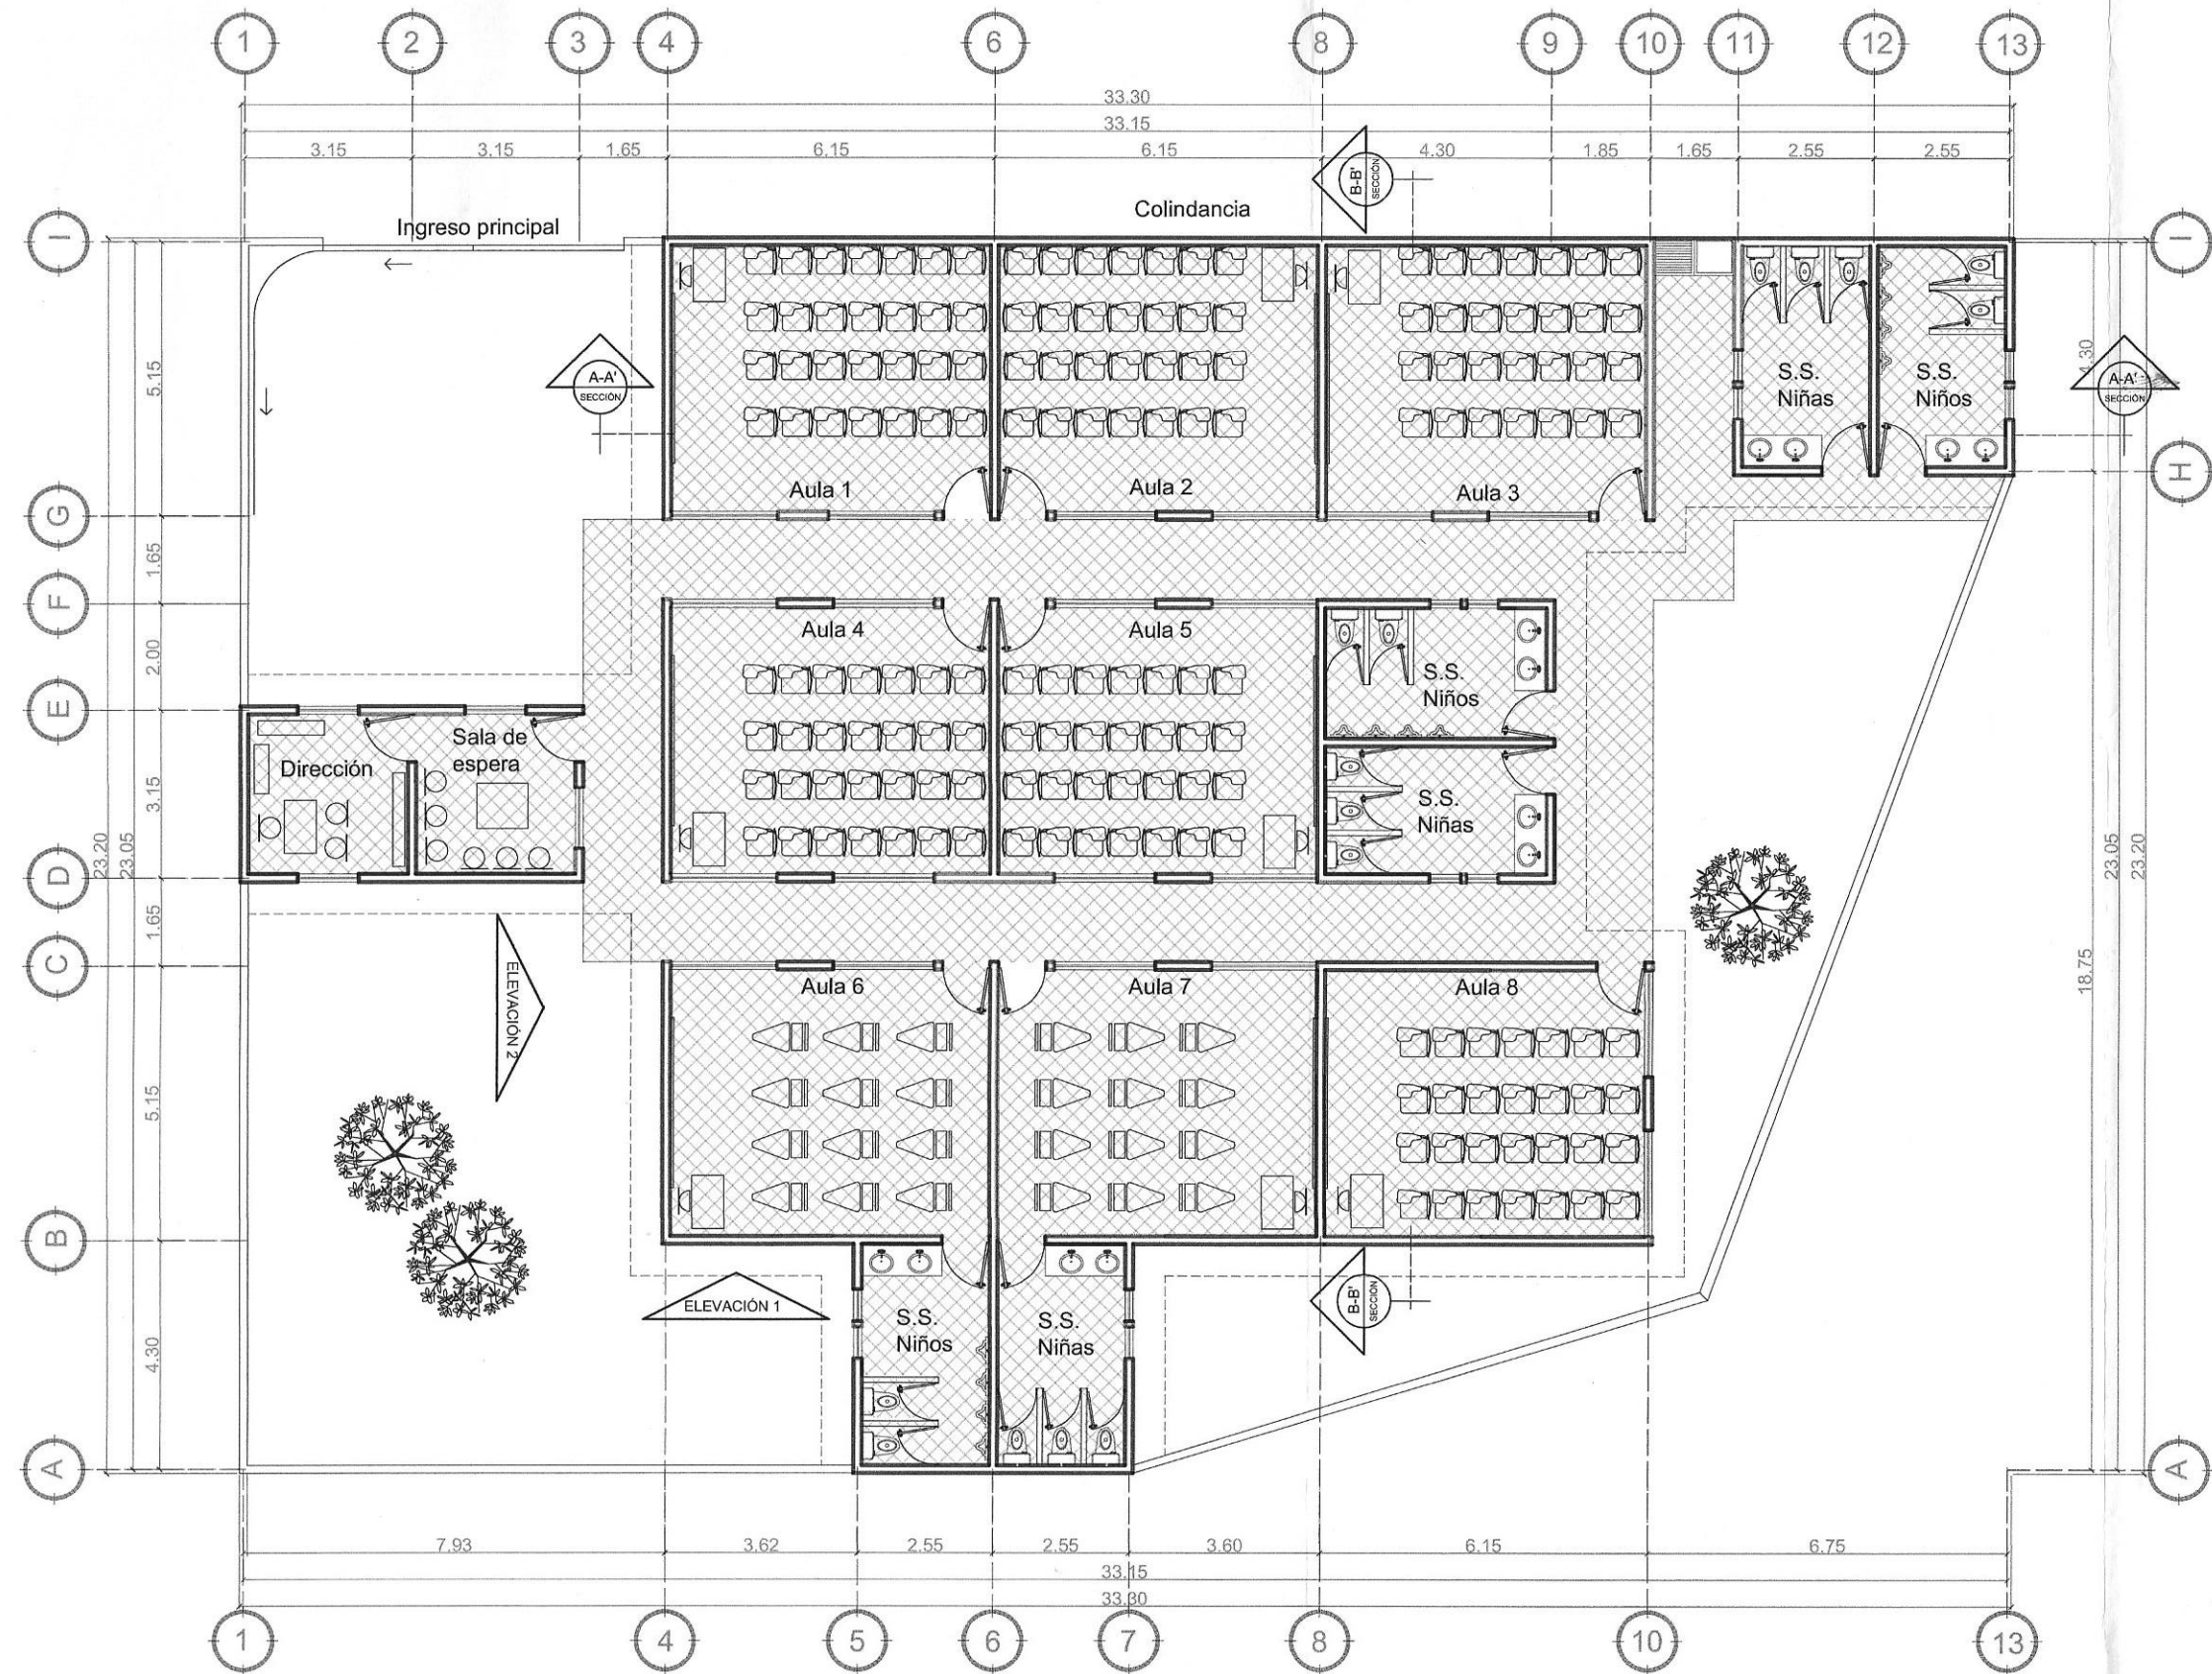 1 2 3 4 6 8 9 10 11 12 13
33.30
33.15
3.15 3.15 1.65 6.15 6.15 4.30 1.85 1.65 2.55 2.55
B-B'
SECCIÓN
Colindancia
Ingreso principal
I
I
5.15
4.30
A-A'
SECCIÓN
A-A'
SECCIÓN
S.S.
Niñas
S.S.
Niños
H
Aula 1
Aula 2
Aula 3
G
1.65
F
Aula 4
Aula 5
2.00
S.S.
Niños
E
Sala de
espera
Dirección
3.15
S.S.
Niñas
23.20
23.05
23.05
23.20
D
1.65
C
18.75
ELEVACIÓN 2
Aula 6
Aula 7
Aula 8
5.15
B
ELEVACIÓN 1
B-B'
SECCIÓN
S.S.
Niños
S.S.
Niñas
4.30
A
A
7.93 3.62 2.55 2.55 3.60 6.15 6.75
33.15
33.30
1 4 5 6 7 8 10 13